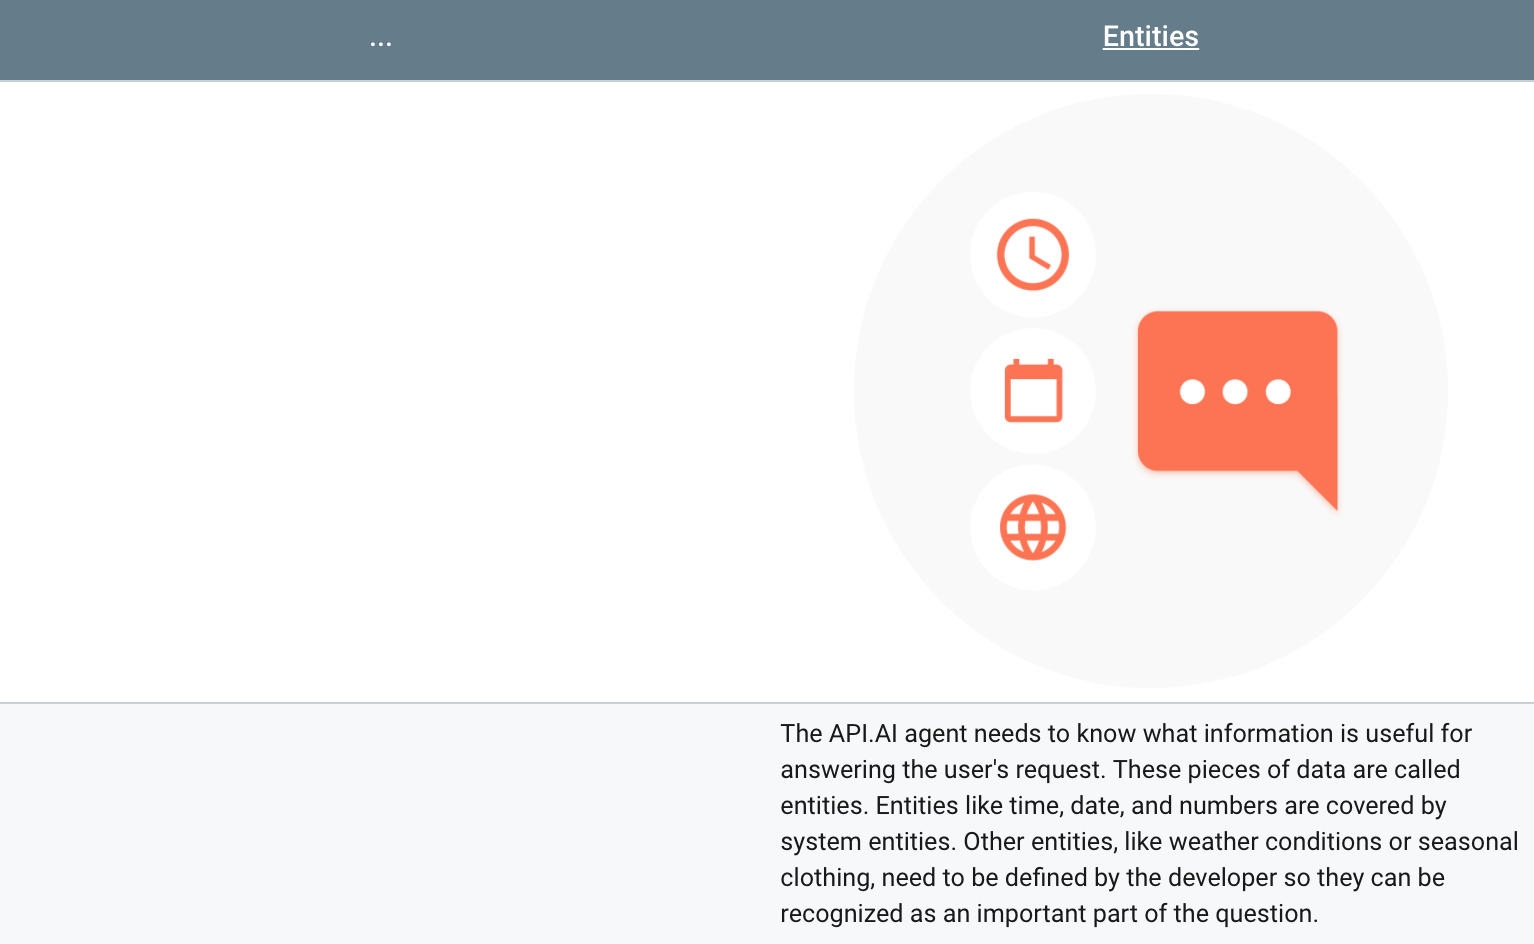 ...
Entities
The API.AI agent needs to know what information is useful for
answering the user's request. These pieces of data are called
entities. Entities like time, date, and numbers are covered by
system entities. Other entities, like weather conditions or seasonal
clothing, need to be defined by the developer so they can be
recognized as an important part of the question.